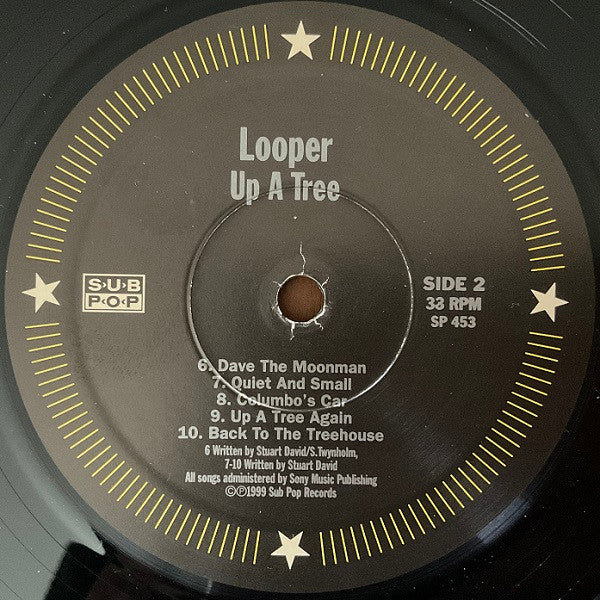 Looper
Up A Tree
SUB
POP
SIDE 2
33 RPM
SP 453
6. Dave The Moonman
7. Quiet And Small
8. Columbo's Car
9. Up A Tree Again
10. Back To The Treehouse
6 Written by Stuart David/S.Twynholm,
7-10 Written by Stuart David
All songs administered by Sony Music Publishing
©℗1999 Sub Pop Records